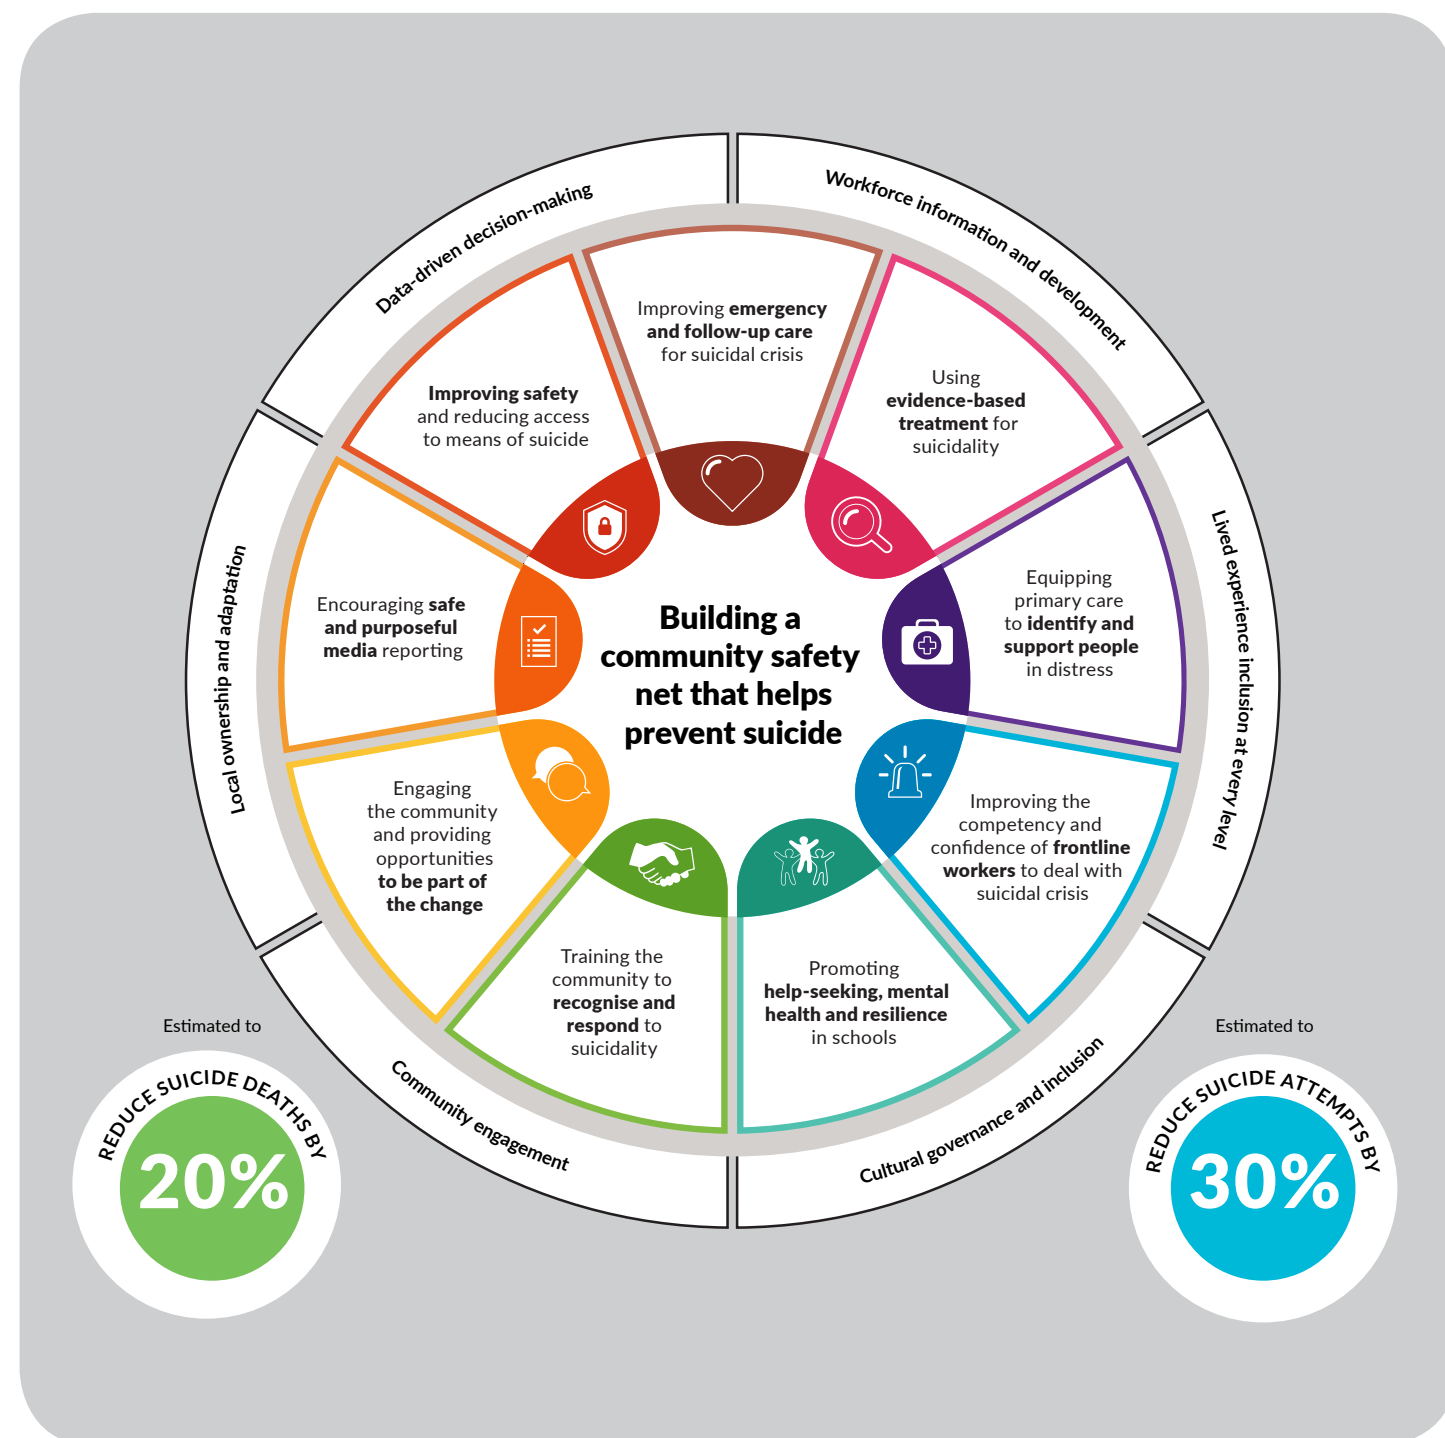 Data-driven decision-making
Workforce information and development
Lived experience inclusion at every level
Cultural governance and inclusion
Community engagement
Local ownership and adaptation
Improving emergency
and follow-up care
for suicidal crisis
Using
evidence-based
treatment for
suicidality
Equipping
primary care
to identify and
support people
in distress
Improving the
competency and
confidence of frontline
workers to deal with
suicidal crisis
Promoting
help-seeking, mental
health and resilience
in schools
Training the
community to
recognise and
respond to
suicidality
Engaging
the community
and providing
opportunities
to be part of
the change
Encouraging safe
and purposeful
media reporting
Improving safety
and reducing access
to means of suicide
Building a
community safety
net that helps
prevent suicide
Estimated to
REDUCE SUICIDE DEATHS BY
20%
Estimated to
REDUCE SUICIDE ATTEMPTS BY
30%